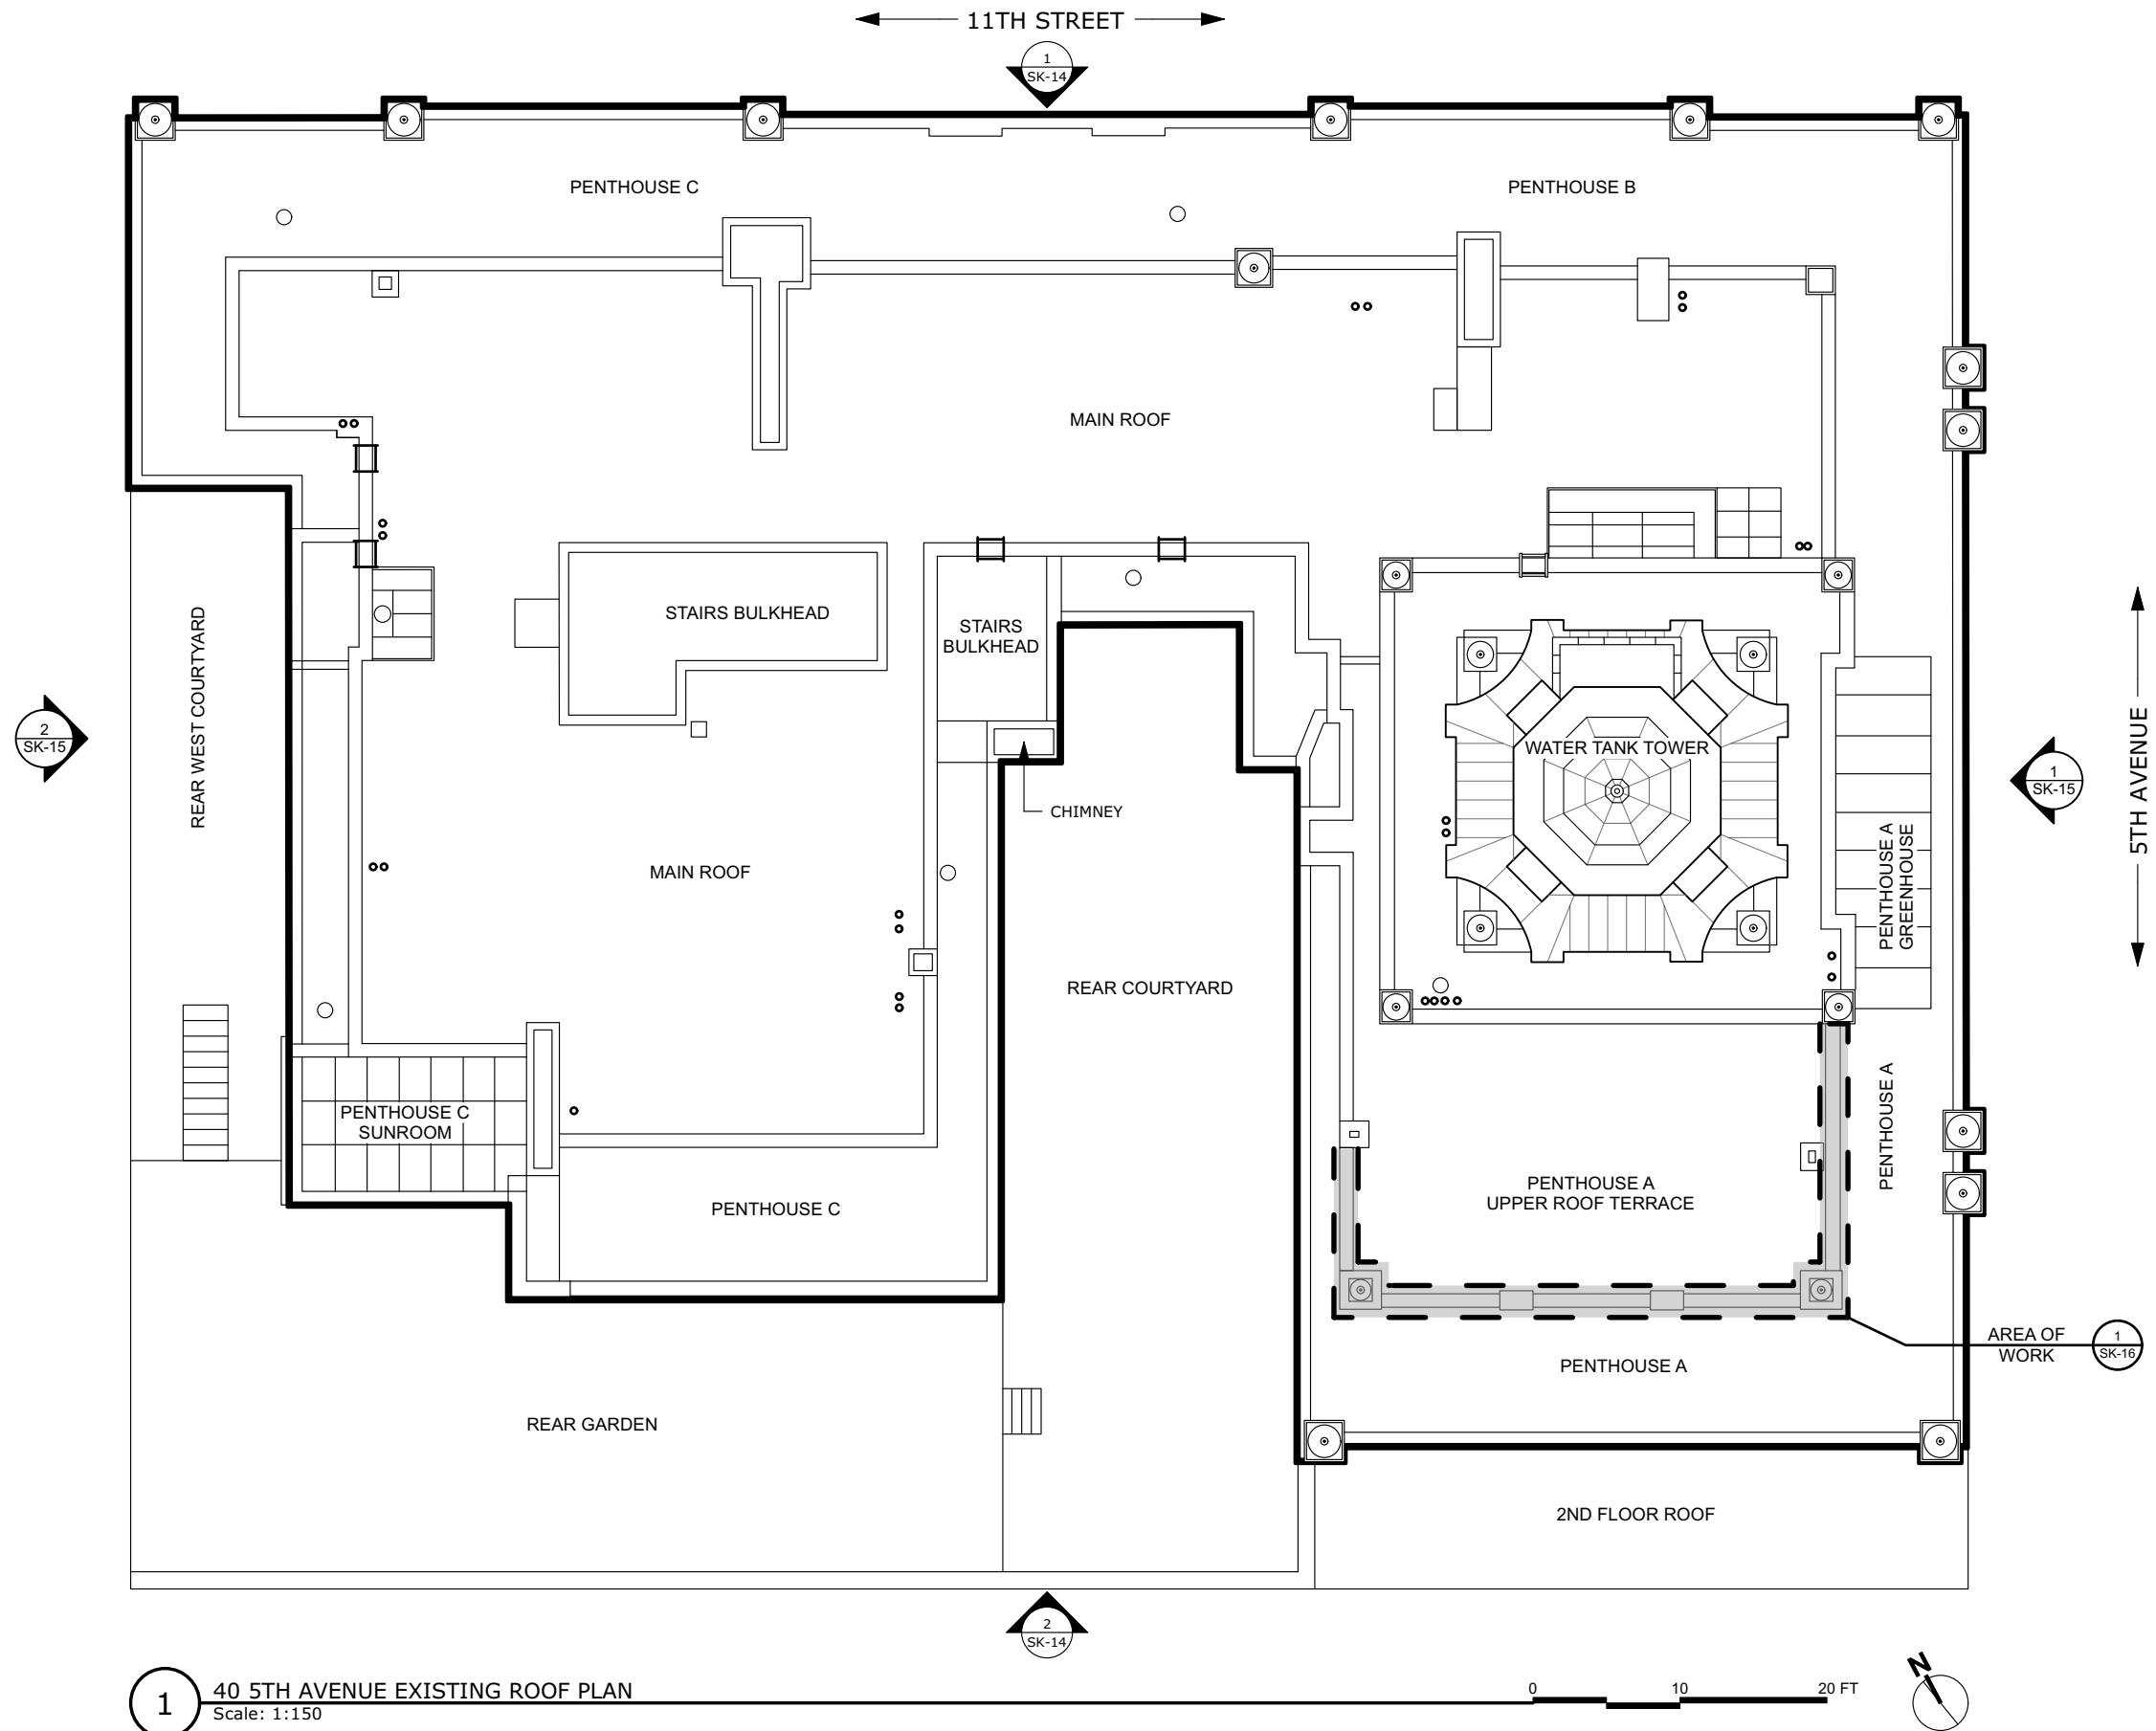 11TH STREET
1
SK-14
PENTHOUSE C
PENTHOUSE B
MAIN ROOF
STAIRS BULKHEAD
STAIRS
BULKHEAD
REAR WEST COURTYARD
2
SK-15
WATER TANK TOWER
1
SK-15
5TH AVENUE
CHIMNEY
MAIN ROOF
PENTHOUSE A
GREENHOUSE
REAR COURTYARD
PENTHOUSE C
SUNROOM
PENTHOUSE A
PENTHOUSE A
UPPER ROOF TERRACE
PENTHOUSE C
AREA OF
WORK
1
SK-16
PENTHOUSE A
REAR GARDEN
2ND FLOOR ROOF
2
SK-14
1
40 5TH AVENUE EXISTING ROOF PLAN
Scale: 1:150
0 10 20 FT
N